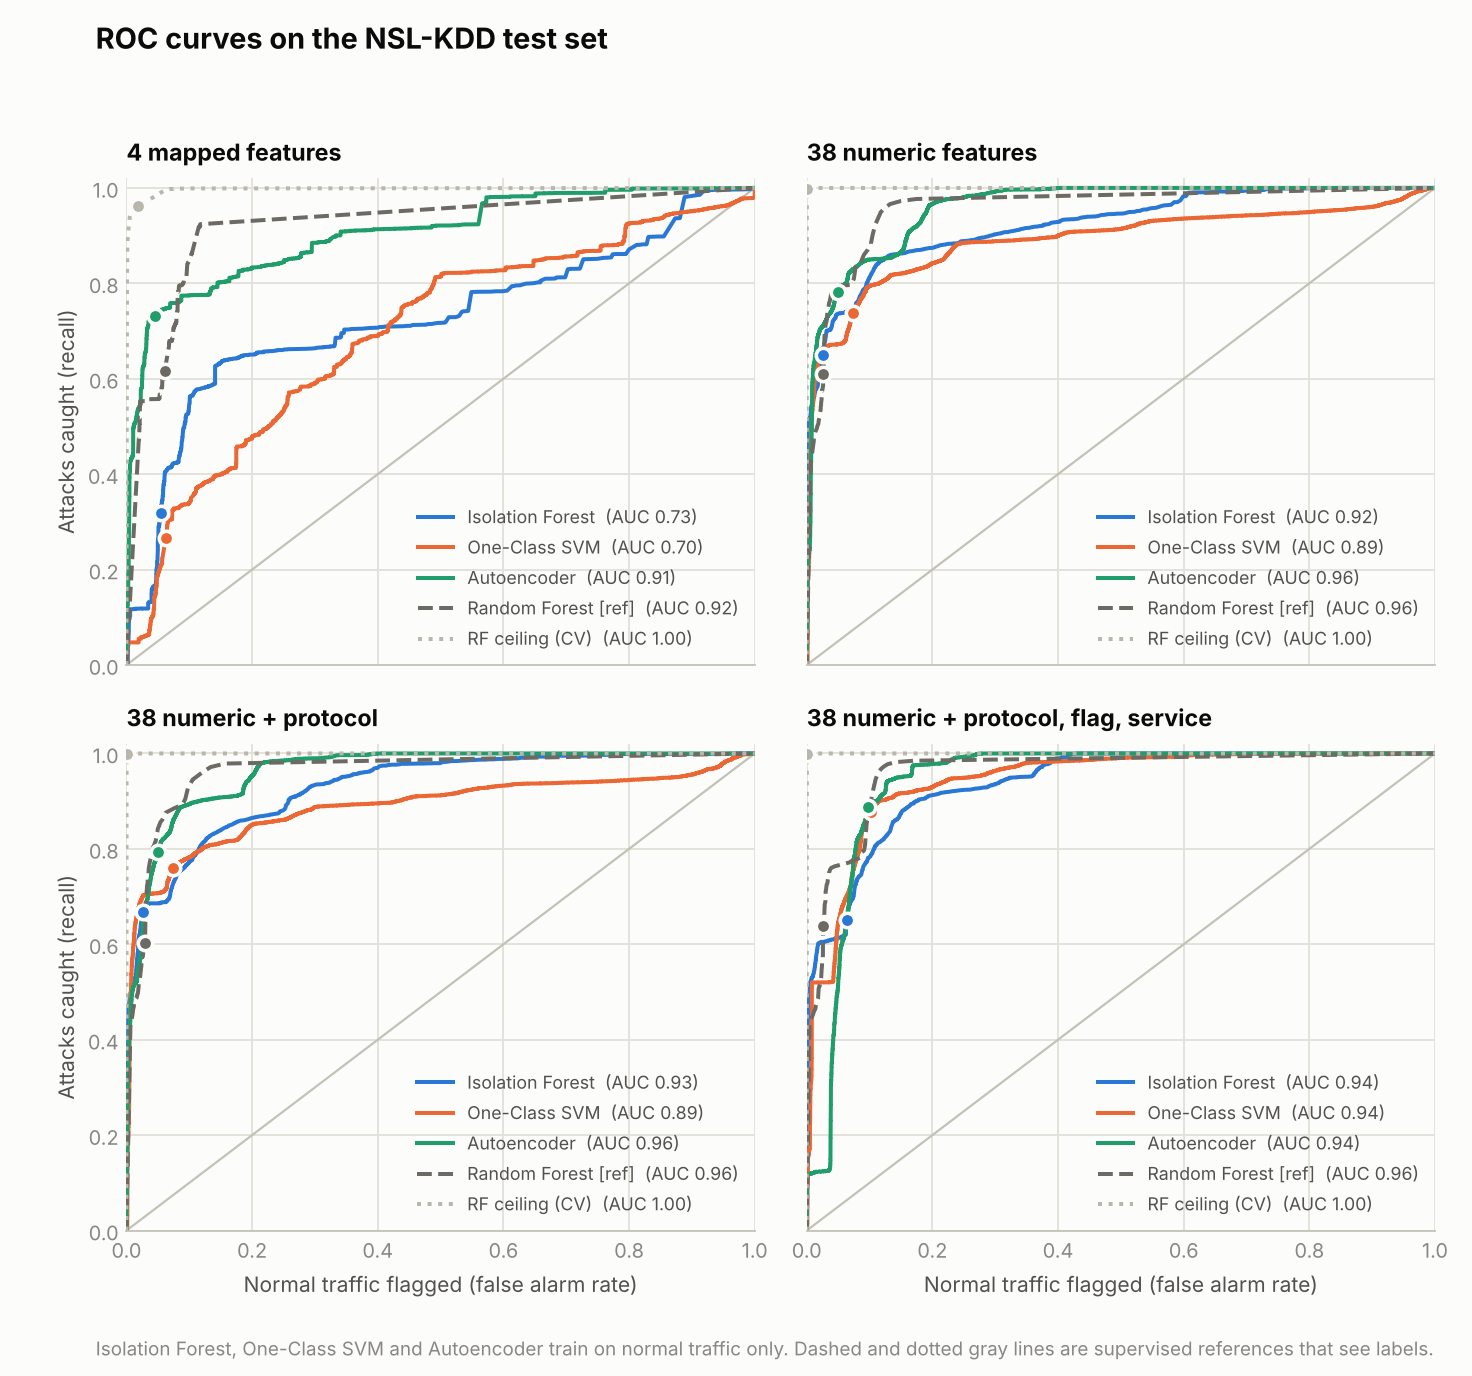 ROC curves on the NSL-KDD test set
4 mapped features
1.0
0.8
0.6
0.4
0.2
0.0
Attacks caught (recall)
Isolation Forest (AUC 0.73)
One-Class SVM (AUC 0.70)
Autoencoder (AUC 0.91)
Random Forest [ref] (AUC 0.92)
RF ceiling (CV) (AUC 1.00)
38 numeric features
Isolation Forest (AUC 0.92)
One-Class SVM (AUC 0.89)
Autoencoder (AUC 0.96)
Random Forest [ref] (AUC 0.96)
RF ceiling (CV) (AUC 1.00)
38 numeric + protocol
1.0
0.8
0.6
0.4
0.2
0.0
Attacks caught (recall)
Isolation Forest (AUC 0.93)
One-Class SVM (AUC 0.89)
Autoencoder (AUC 0.96)
Random Forest [ref] (AUC 0.96)
RF ceiling (CV) (AUC 1.00)
0.0 0.2 0.4 0.6 0.8 1.0
Normal traffic flagged (false alarm rate)
38 numeric + protocol, flag, service
Isolation Forest (AUC 0.94)
One-Class SVM (AUC 0.94)
Autoencoder (AUC 0.94)
Random Forest [ref] (AUC 0.96)
RF ceiling (CV) (AUC 1.00)
0.0 0.2 0.4 0.6 0.8 1.0
Normal traffic flagged (false alarm rate)
Isolation Forest, One-Class SVM and Autoencoder train on normal traffic only. Dashed and dotted gray lines are supervised references that see labels.